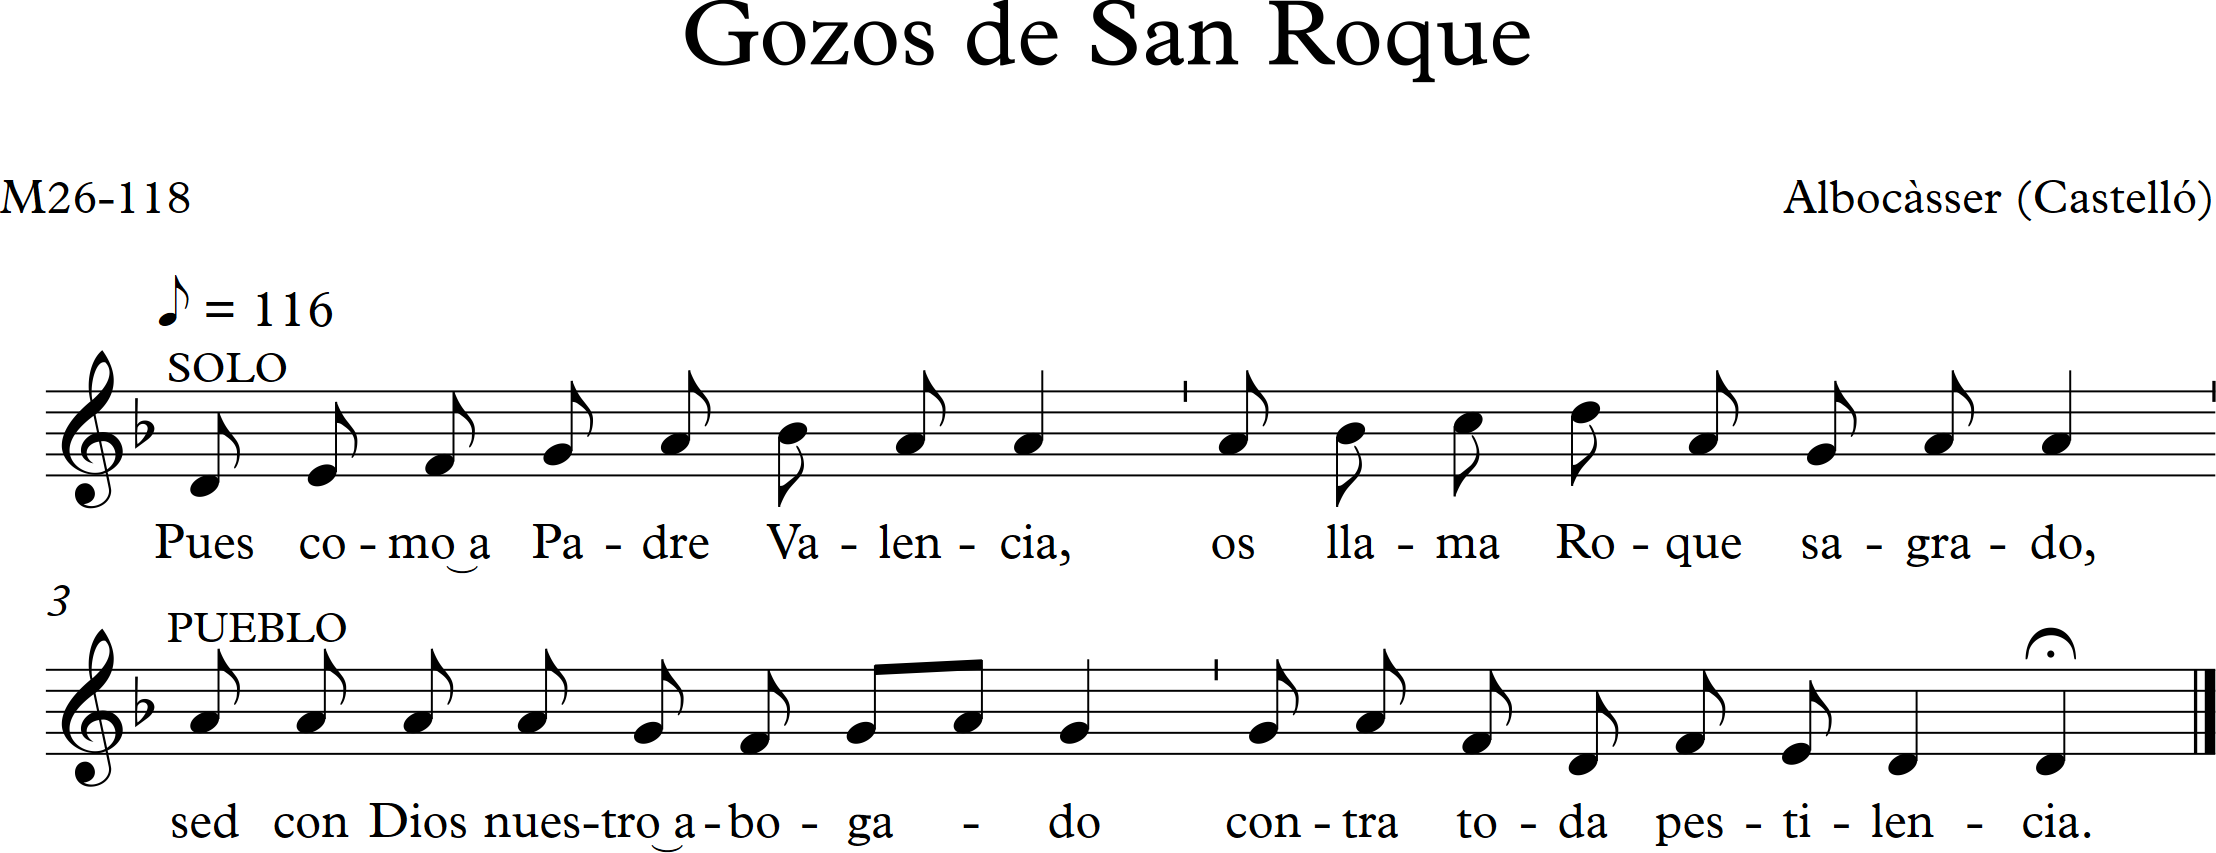 Gozos de San Roque
M26-118 Albocàsser (Castelló)
♪ = 116
SOLO
Pues co - mo‿a Pa - dre Va - len - cia, os lla - ma Ro - que sa - gra - do,
3
PUEBLO
sed con Dios nues-tro‿a-bo - ga - do con - tra to - da pes - ti - len - cia.